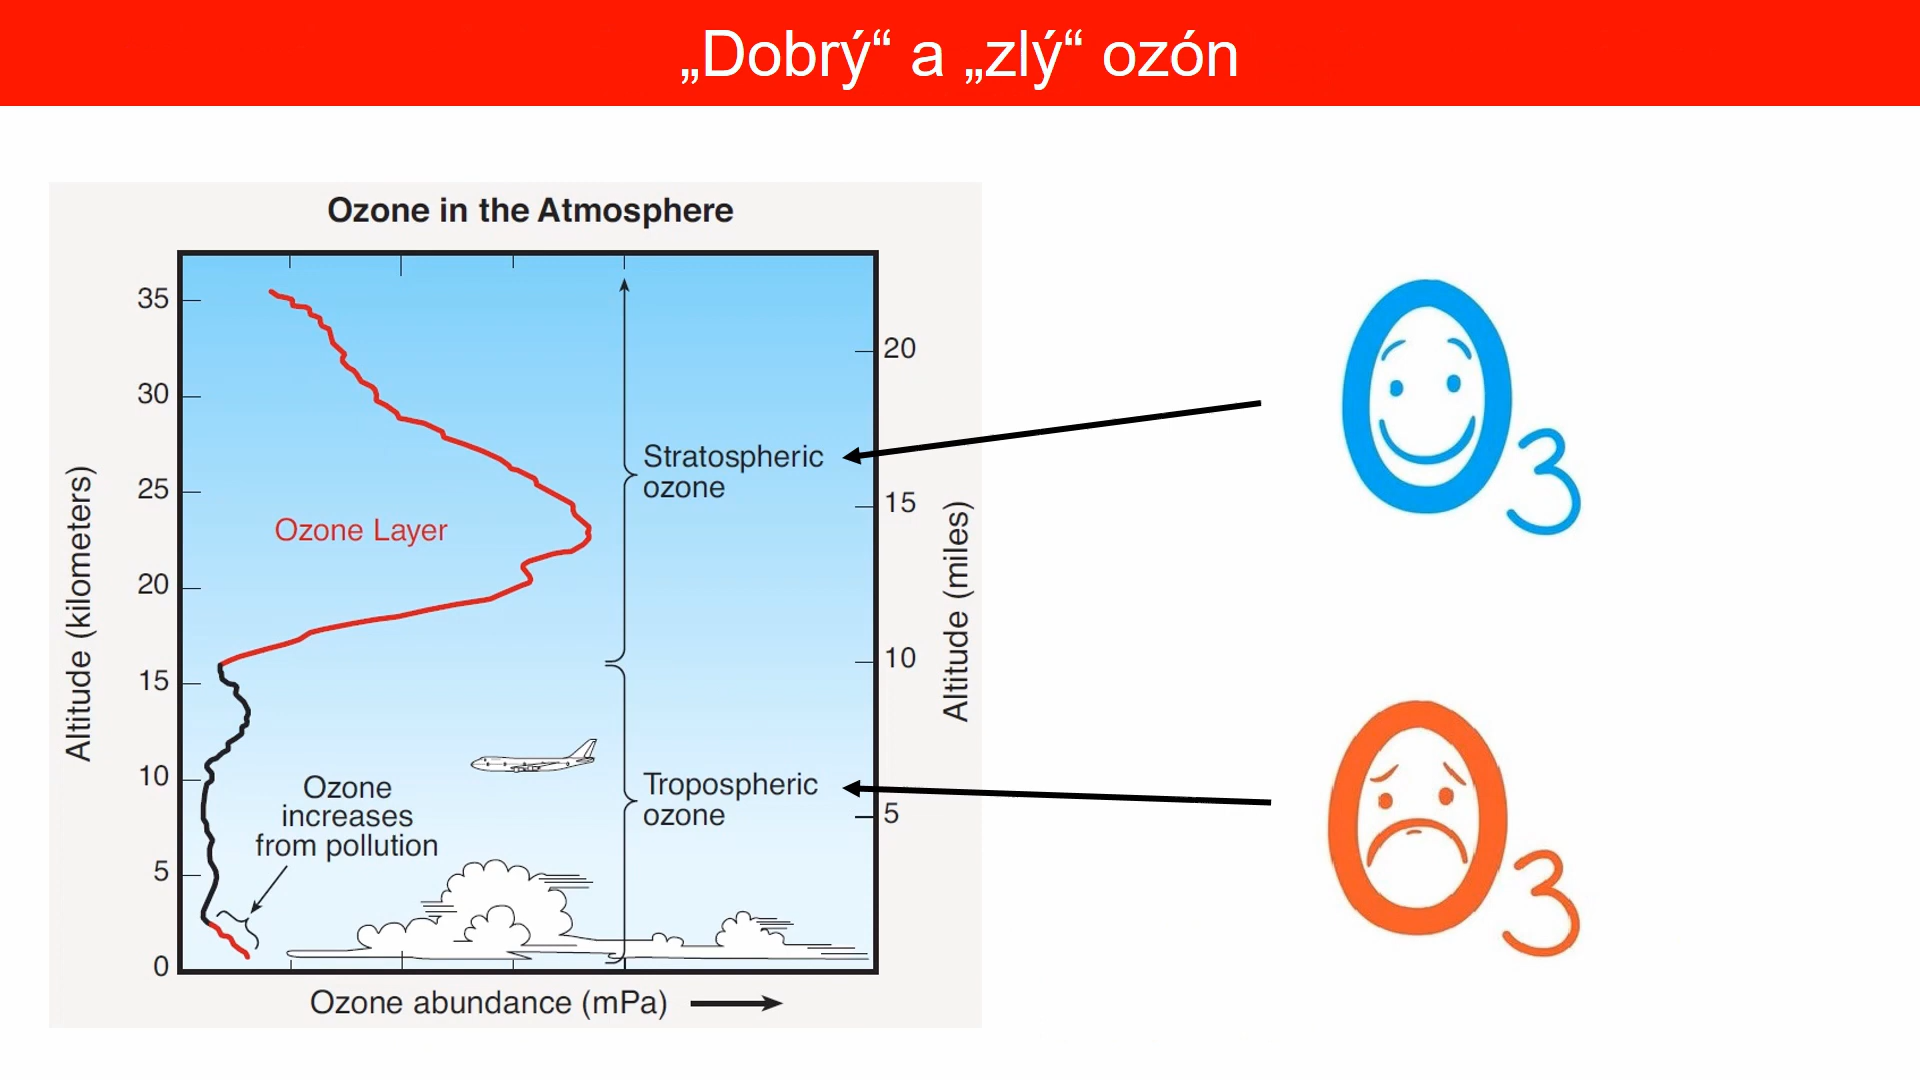 „Dobrý“ a „zlý“ ozón
Ozone in the Atmosphere
Altitude (kilometers)
35
30
25
20
15
10
5
0
Ozone Layer
Ozone
increases
from pollution
Stratospheric
ozone
Tropospheric
ozone
20
15
10
5
Altitude (miles)
Ozone abundance (mPa)
O3
O3